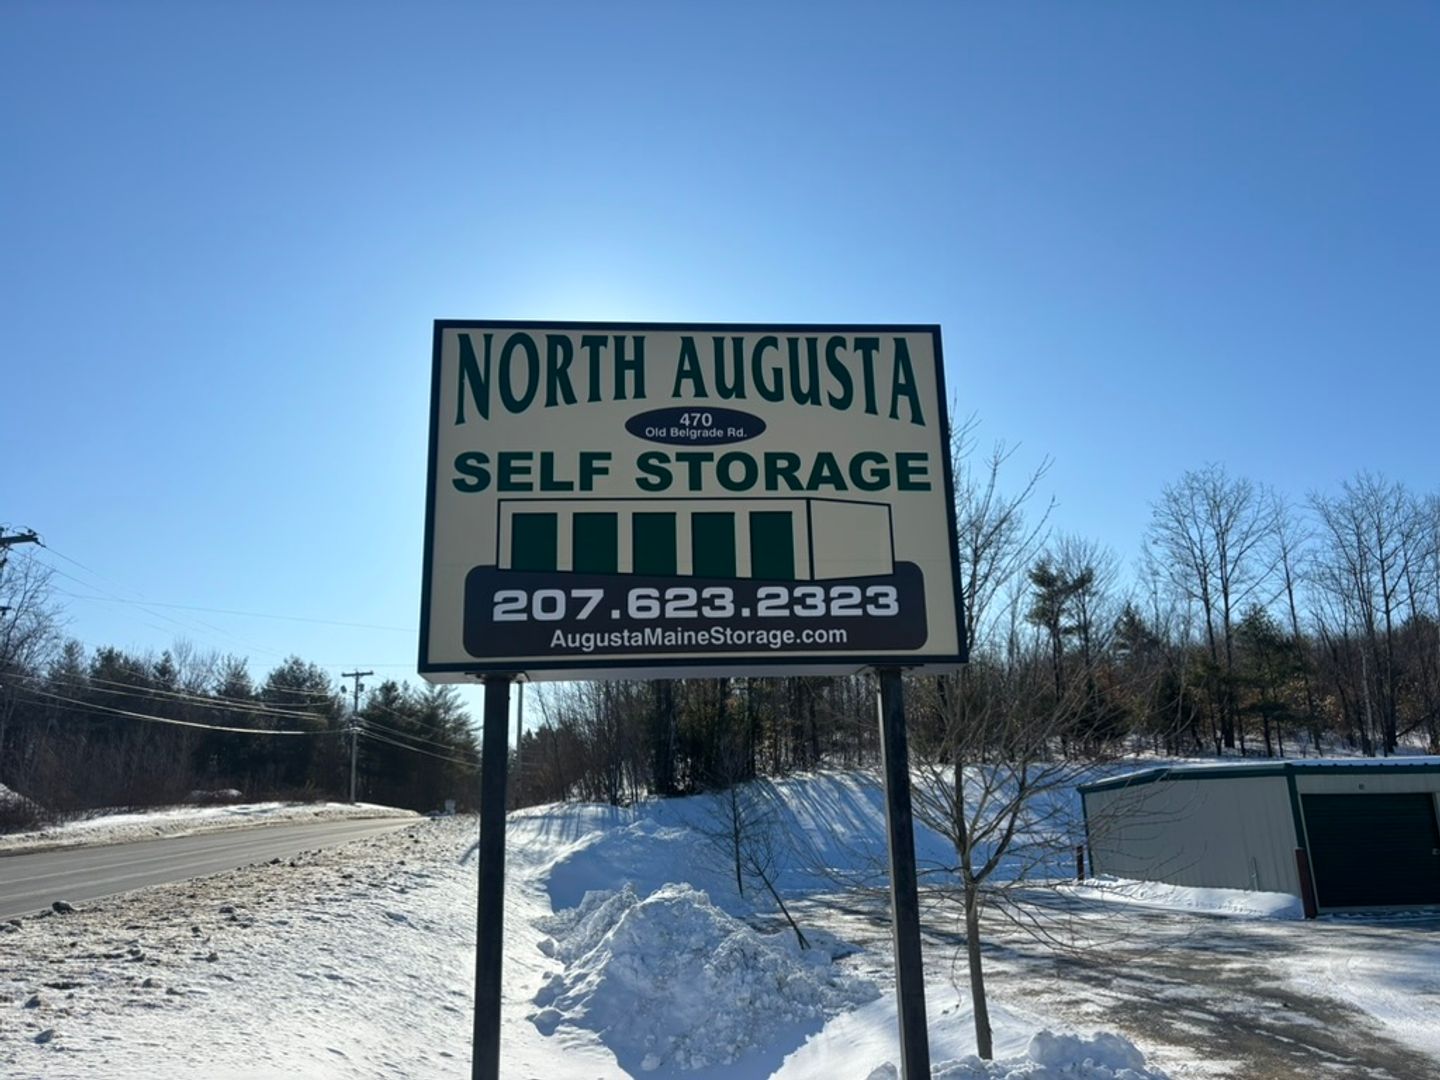 NORTH AUGUSTA
470
Old Belgrade Rd.
SELF STORAGE
207.623.2323
AugustaMaineStorage.com